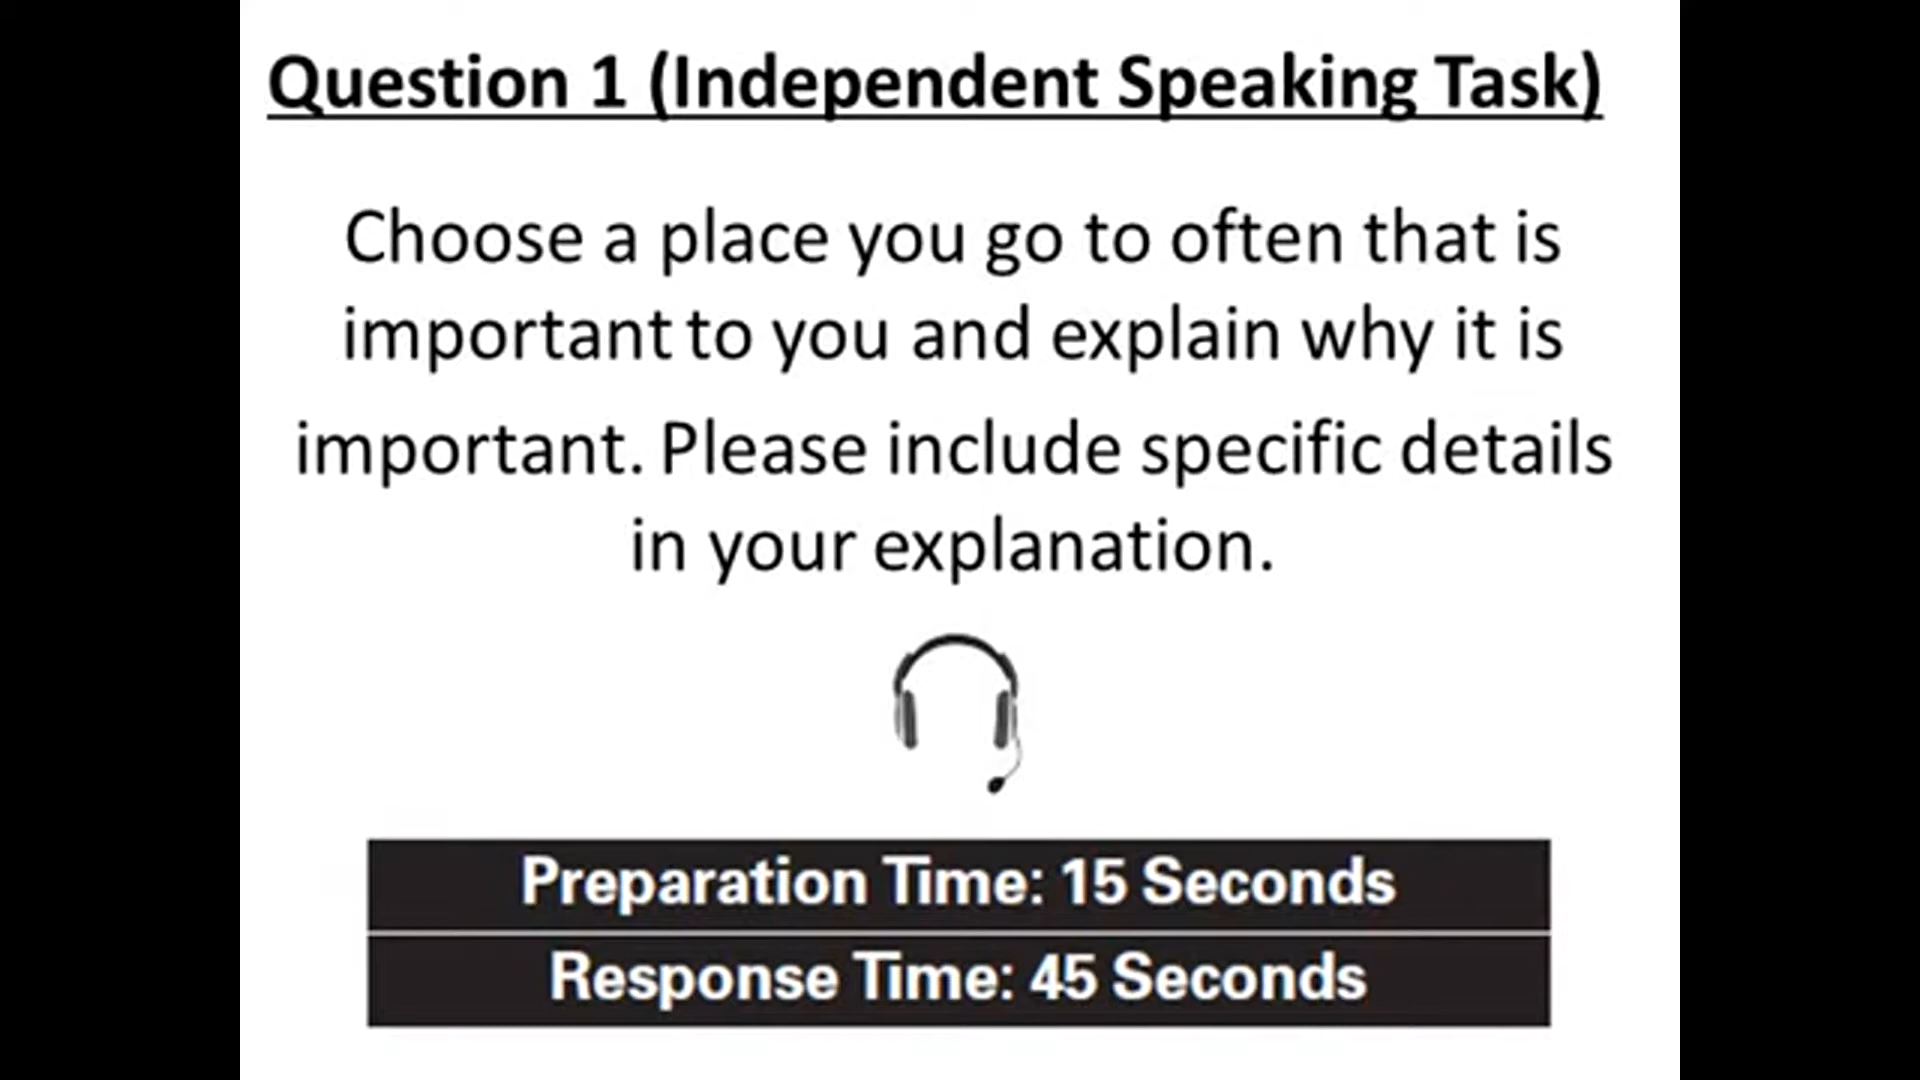 Question 1 (Independent Speaking Task)
Choose a place you go to often that is
important to you and explain why it is
important. Please include specific details
in your explanation.
Preparation Time: 15 Seconds
Response Time: 45 Seconds